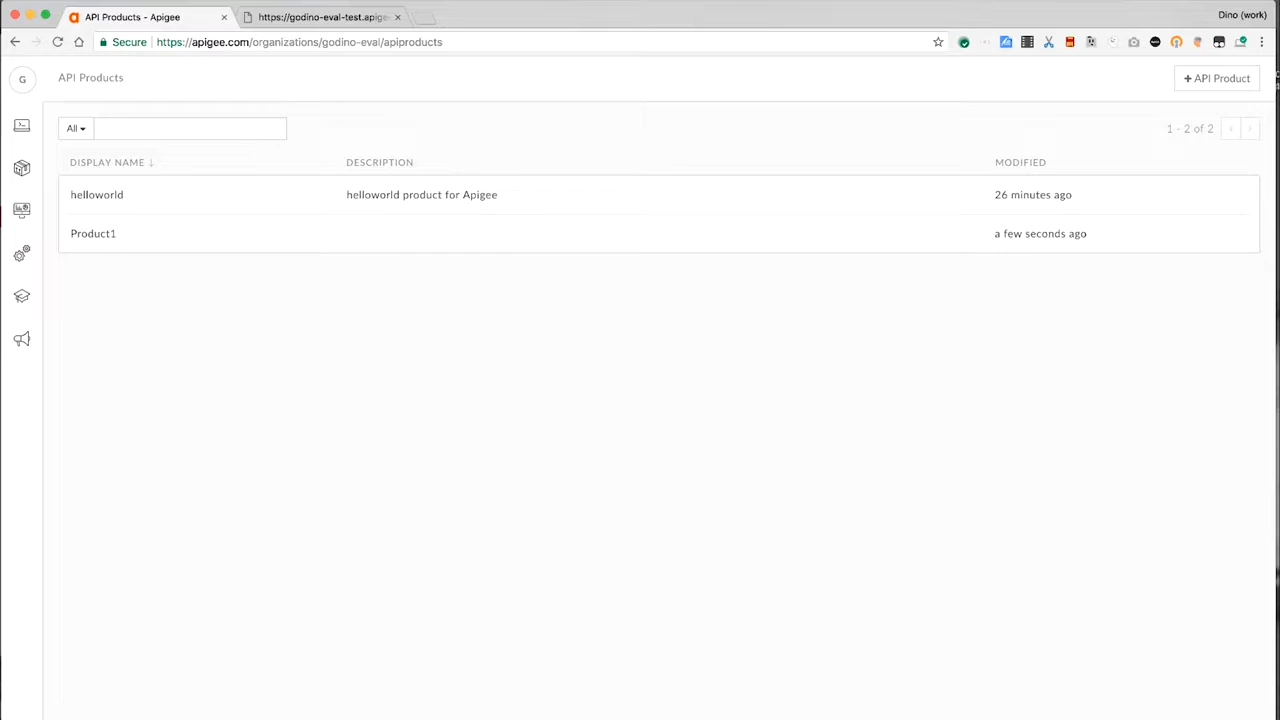 API Products - Apigee
https://godino-eval-test.apige
Dino (work)
Secure https://apigee.com/organizations/godino-eval/apiproducts
G
API Products
+ API Product
All
1 - 2 of 2
DISPLAY NAME ↓ DESCRIPTION MODIFIED
helloworld helloworld product for Apigee 26 minutes ago
Product1 a few seconds ago